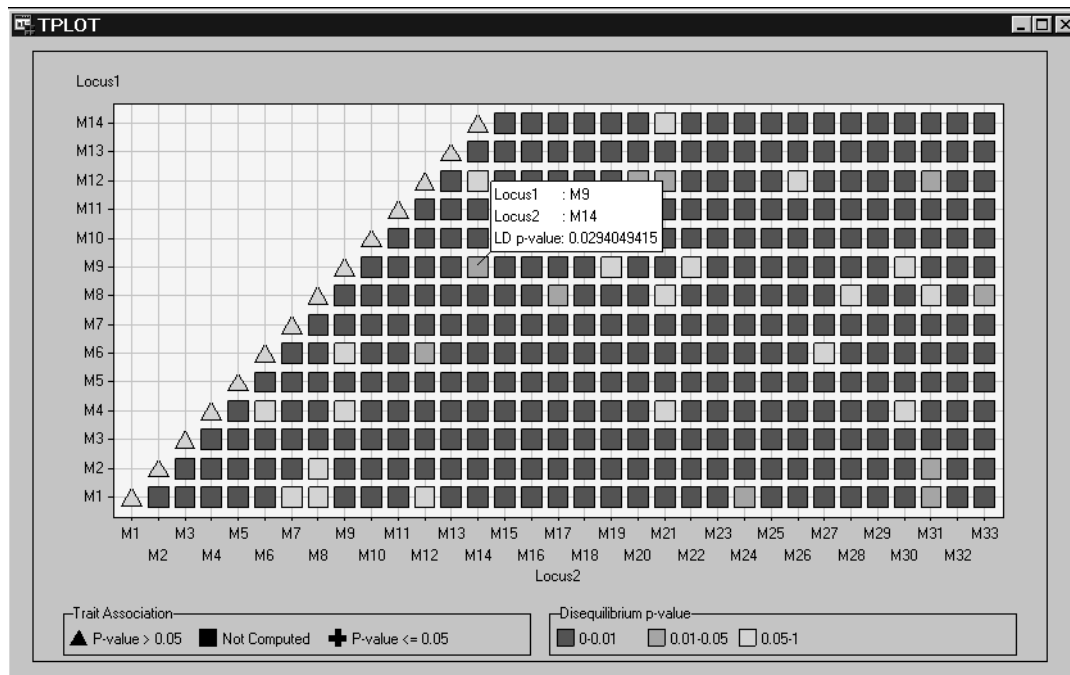 TPLOT
Locus1
M14
M13
M12
M11
M10
M9
M8
M7
M6
M5
M4
M3
M2
M1
Locus1 : M9
Locus2 : M14
LD p-value: 0.0294049415
M1 M3 M5 M7 M9 M11 M13 M15 M17 M19 M21 M23 M25 M27 M29 M31 M33
M2 M4 M6 M8 M10 M12 M14 M16 M18 M20 M22 M24 M26 M28 M30 M32
Locus2
Trait Association
P-value > 0.05 Not Computed P-value <= 0.05
Disequilibrium p-value
0-0.01 0.01-0.05 0.05-1